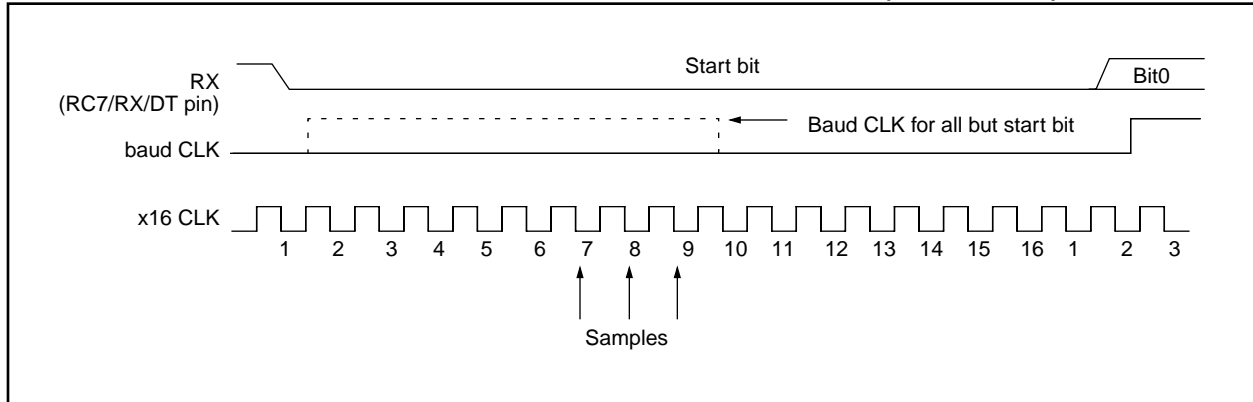 Start bit
RX
(RC7/RX/DT pin)
Bit0
Baud CLK for all but start bit
baud CLK
x16 CLK
1 2 3 4 5 6 7 8 9 10 11 12 13 14 15 16 1 2 3
Samples